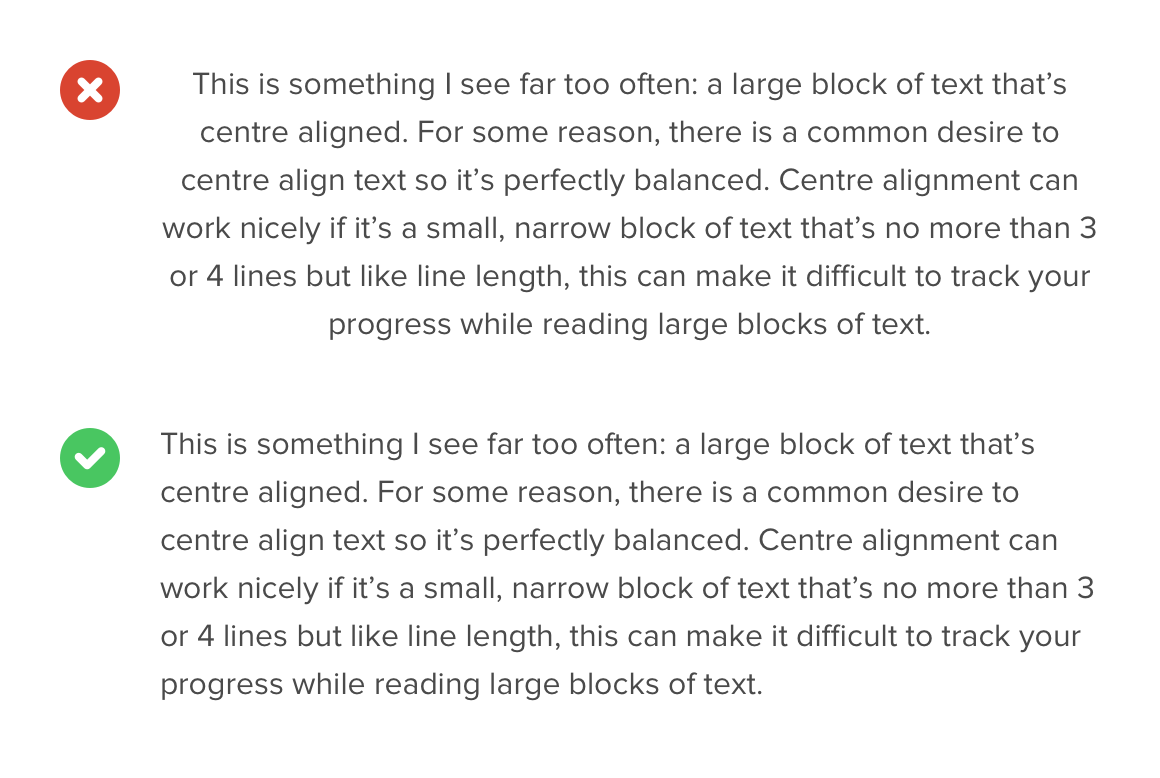 This is something I see far too often: a large block of text that’s
centre aligned. For some reason, there is a common desire to
centre align text so it’s perfectly balanced. Centre alignment can
work nicely if it’s a small, narrow block of text that’s no more than 3
or 4 lines but like line length, this can make it difficult to track your
progress while reading large blocks of text.
This is something I see far too often: a large block of text that’s
centre aligned. For some reason, there is a common desire to
centre align text so it’s perfectly balanced. Centre alignment can
work nicely if it’s a small, narrow block of text that’s no more than 3
or 4 lines but like line length, this can make it difficult to track your
progress while reading large blocks of text.